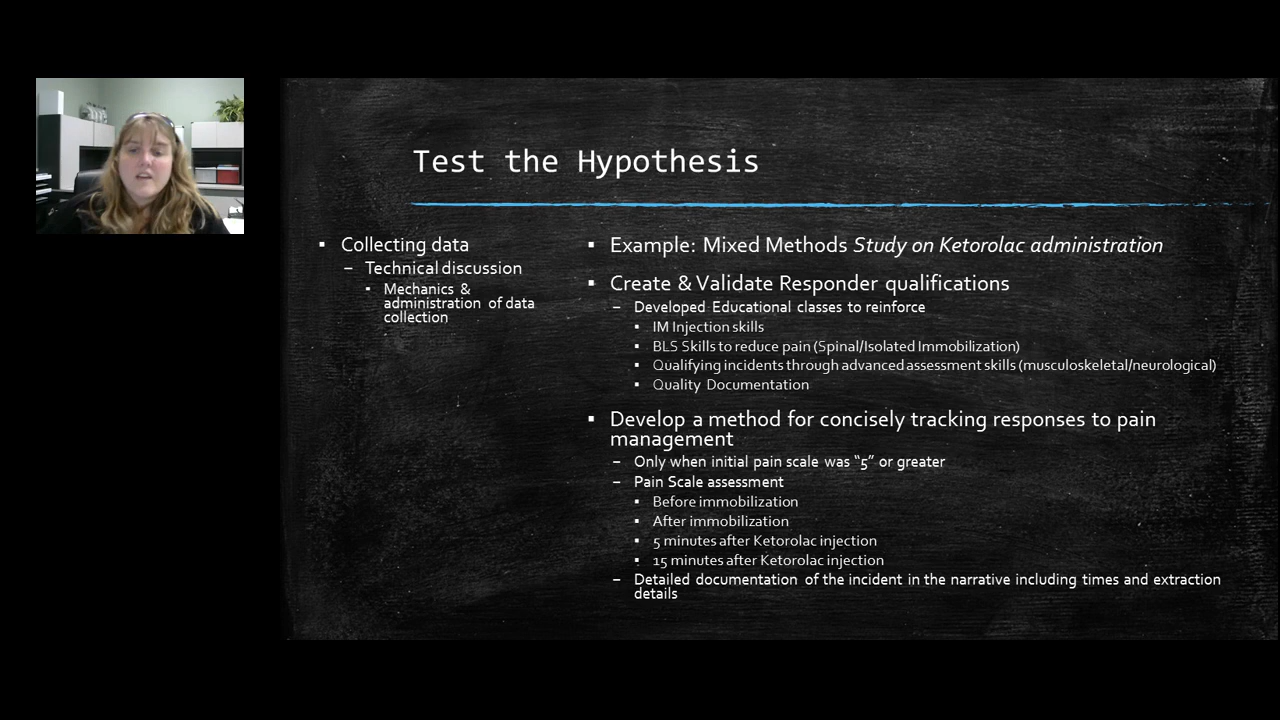 Test the Hypothesis
▪ Collecting data
– Technical discussion
▪ Mechanics &
administration of data
collection
▪ Example: Mixed Methods Study on Ketorolac administration
▪ Create & Validate Responder qualifications
– Developed Educational classes to reinforce
▪ IM Injection skills
▪ BLS Skills to reduce pain (Spinal/Isolated Immobilization)
▪ Qualifying incidents through advanced assessment skills (musculoskeletal/neurological)
▪ Quality Documentation
▪ Develop a method for concisely tracking responses to pain
management
– Only when initial pain scale was “5” or greater
– Pain Scale assessment
▪ Before immobilization
▪ After immobilization
▪ 5 minutes after Ketorolac injection
▪ 15 minutes after Ketorolac injection
– Detailed documentation of the incident in the narrative including times and extraction
details